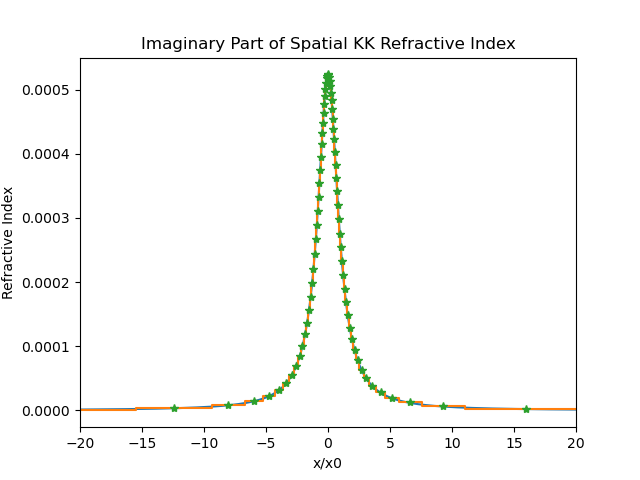 Imaginary Part of Spatial KK Refractive Index
Refractive Index
0.0005
0.0004
0.0003
0.0002
0.0001
0.0000
−20 −15 −10 −5 0 5 10 15 20
x/x0